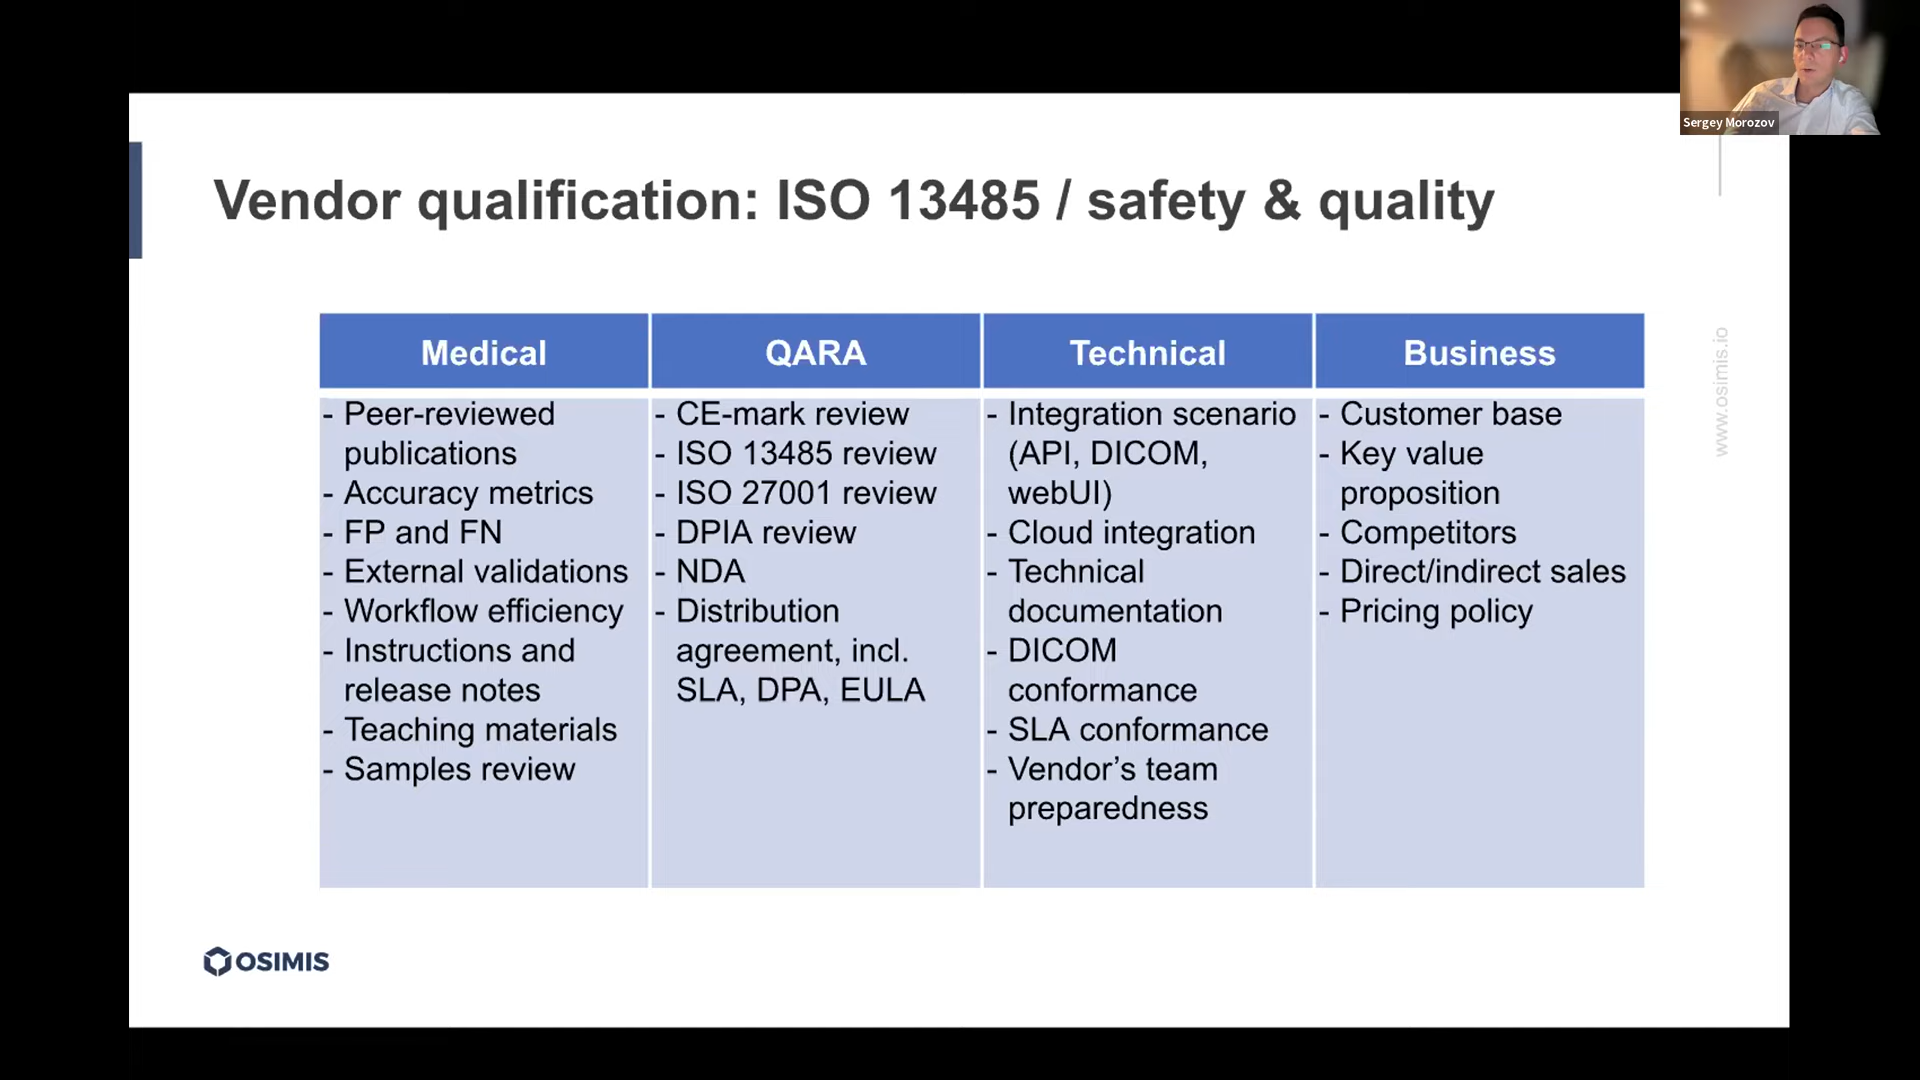 Sergey Morozov
Vendor qualification: ISO 13485 / safety & quality
www.osimis.io
Medical
- Peer-reviewed
publications
- Accuracy metrics
- FP and FN
- External validations
- Workflow efficiency
- Instructions and
release notes
- Teaching materials
- Samples review
QARA
- CE-mark review
- ISO 13485 review
- ISO 27001 review
- DPIA review
- NDA
- Distribution
agreement, incl.
SLA, DPA, EULA
Technical
- Integration scenario
(API, DICOM,
webUI)
- Cloud integration
- Technical
documentation
- DICOM
conformance
- SLA conformance
- Vendor’s team
preparedness
Business
- Customer base
- Key value
proposition
- Competitors
- Direct/indirect sales
- Pricing policy
OSIMIS